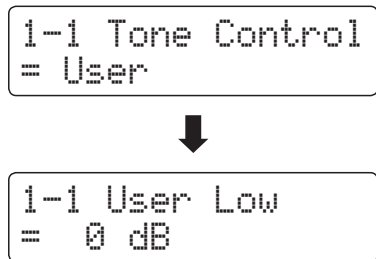 1-1 Tone Control
= User
1-1 User Low
=  0 dB